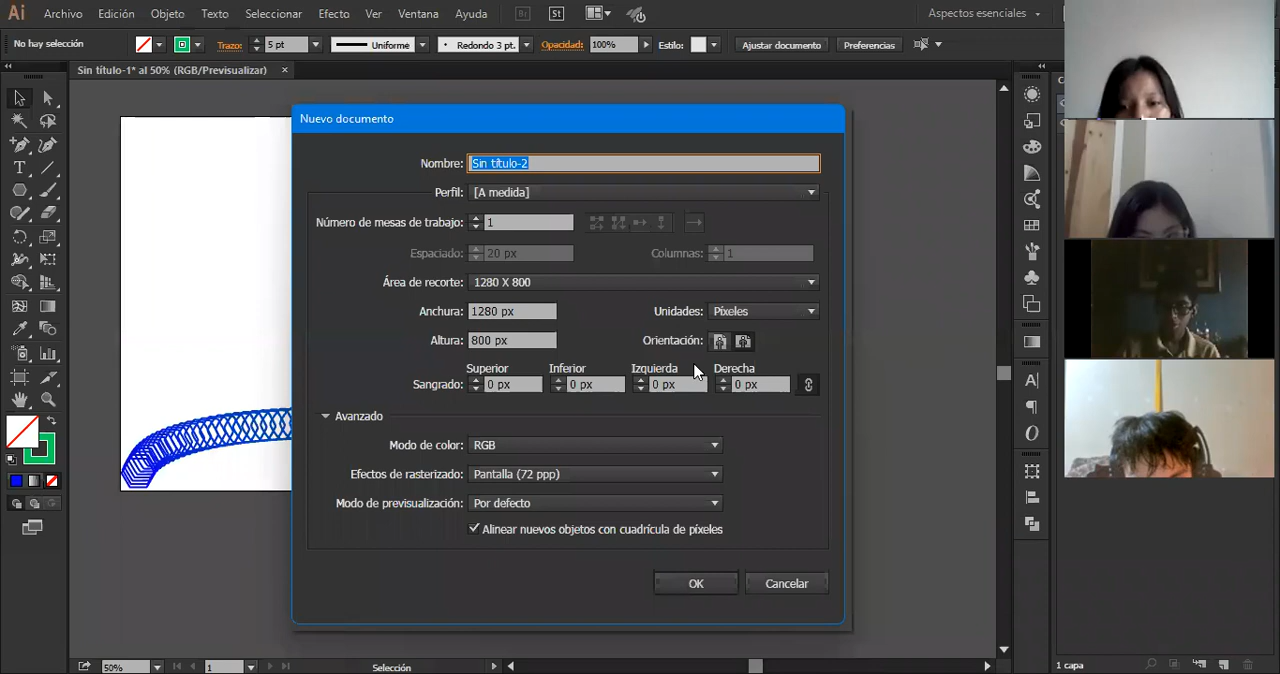 Ai Archivo Edición Objeto Texto Seleccionar Efecto Ver Ventana Ayuda Br St Aspectos esenciales
No hay selección Trazo: 5 pt Uniforme Redondo 3 pt. Opacidad: 100% Estilo: Ajustar documento Preferencias
Sin título-1* al 50% (RGB/Previsualizar) ×
Nuevo documento
Nombre: Sin título-2
Perfil: [A medida]
Número de mesas de trabajo: 1
Espaciado: 20 px Columnas: 1
Área de recorte: 1280 X 800
Anchura: 1280 px Unidades: Píxeles
Altura: 800 px Orientación:
Superior Inferior Izquierda Derecha
Sangrado: 0 px 0 px 0 px 0 px
Avanzado
Modo de color: RGB
Efectos de rasterizado: Pantalla (72 ppp)
Modo de previsualización: Por defecto
Alinear nuevos objetos con cuadrícula de píxeles
OK Cancelar
50% 1 Selección 1 capa